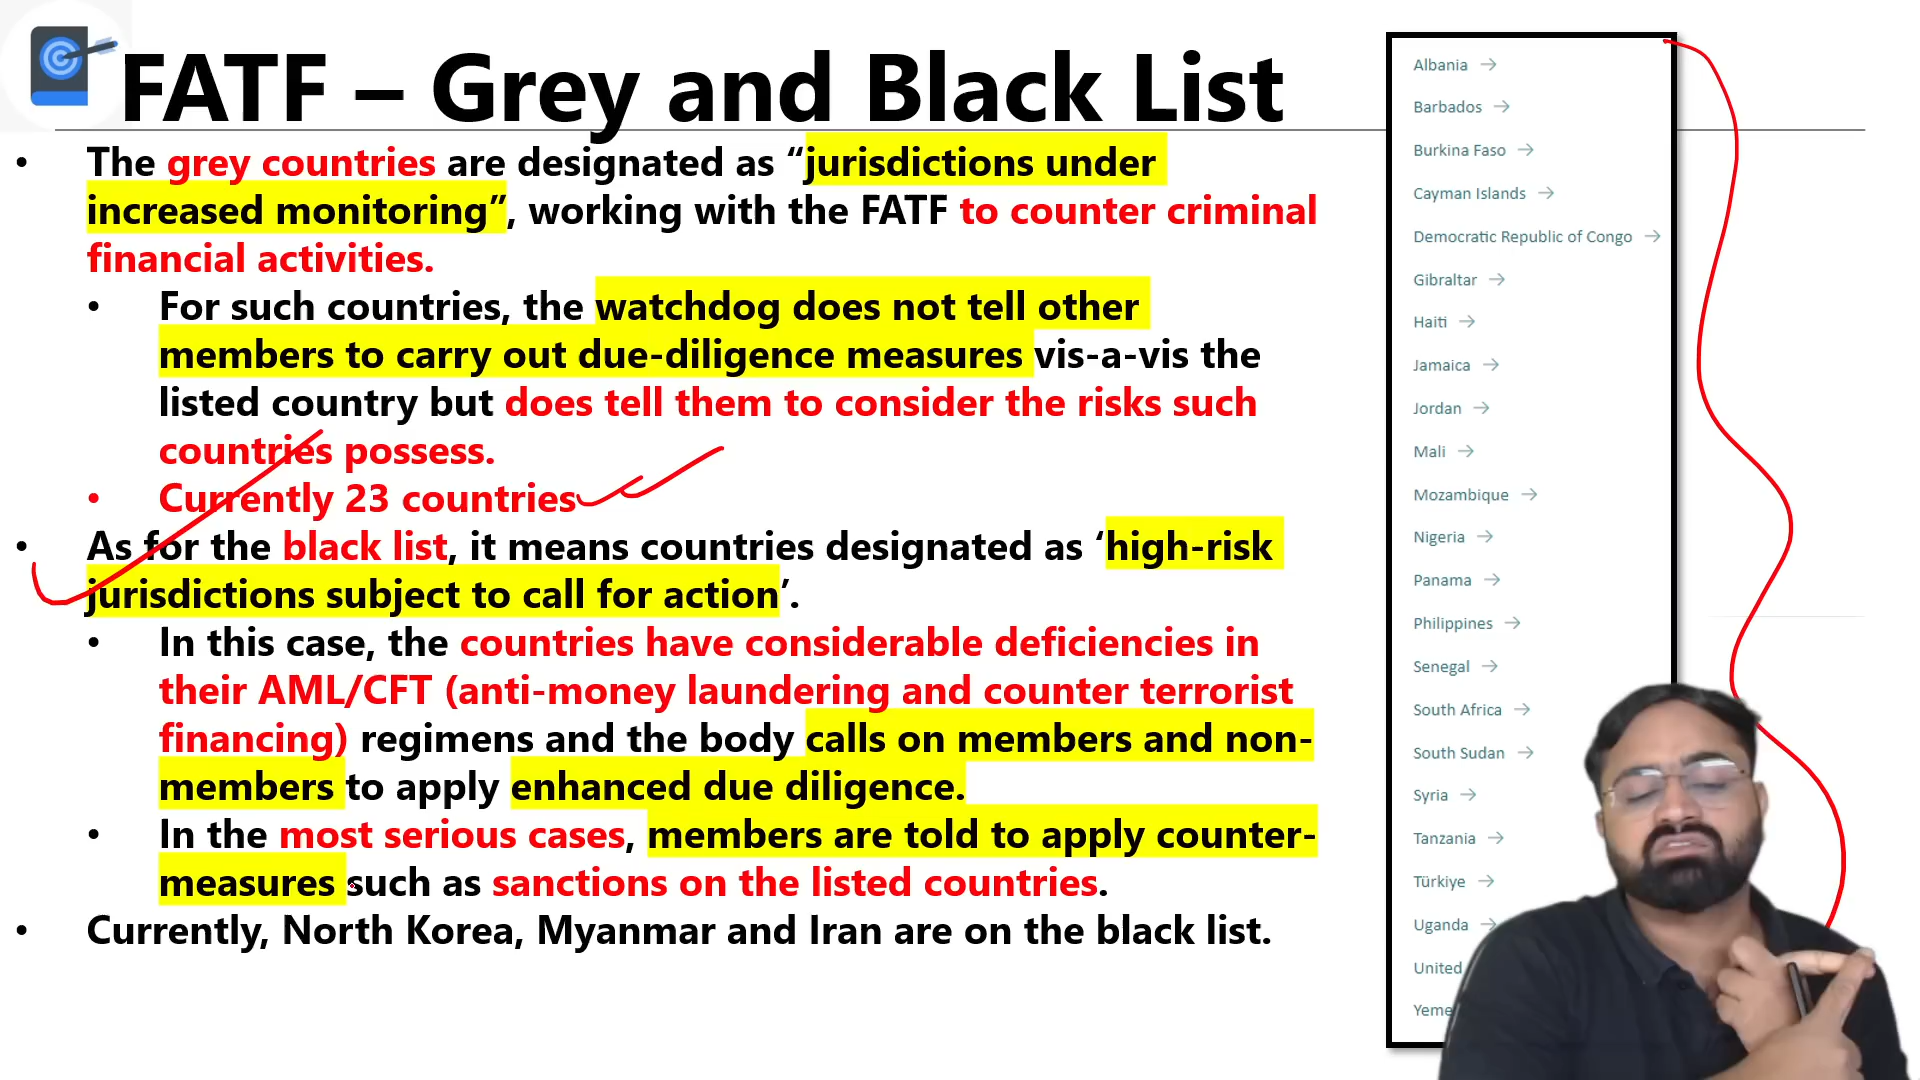 FATF – Grey and Black List
• The grey countries are designated as “jurisdictions under
increased monitoring”, working with the FATF to counter criminal
financial activities.
• For such countries, the watchdog does not tell other
members to carry out due-diligence measures vis-a-vis the
listed country but does tell them to consider the risks such
countries possess.
• Currently 23 countries
• As for the black list, it means countries designated as ‘high-risk
jurisdictions subject to call for action’.
• In this case, the countries have considerable deficiencies in
their AML/CFT (anti-money laundering and counter terrorist
financing) regimens and the body calls on members and non-
members to apply enhanced due diligence.
• In the most serious cases, members are told to apply counter-
measures such as sanctions on the listed countries.
• Currently, North Korea, Myanmar and Iran are on the black list.
Albania →
Barbados →
Burkina Faso →
Cayman Islands →
Democratic Republic of Congo →
Gibraltar →
Haiti →
Jamaica →
Jordan →
Mali →
Mozambique →
Nigeria →
Panama →
Philippines →
Senegal →
South Africa →
South Sudan →
Syria →
Tanzania →
Türkiye →
Uganda →
United
Yeme